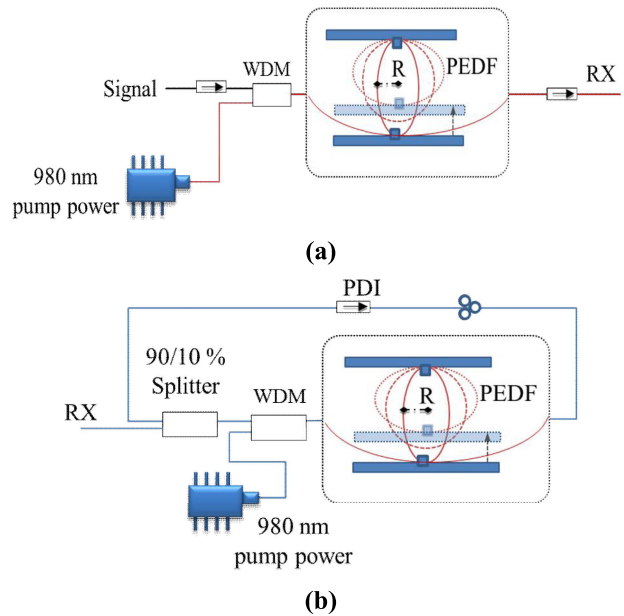 Signal
WDM
R
PEDF
RX
980 nm
pump power
(a)
PDI
90/10 %
Splitter
WDM
RX
R
PEDF
980 nm
pump power
(b)